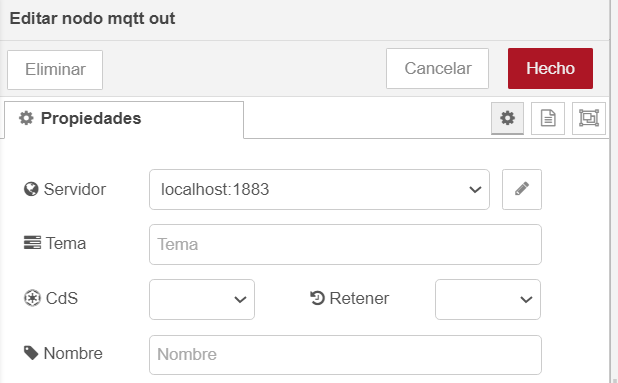 Editar nodo mqtt out
Eliminar Cancelar Hecho
Propiedades
Servidor localhost:1883
Tema Tema
CdS Retener
Nombre Nombre